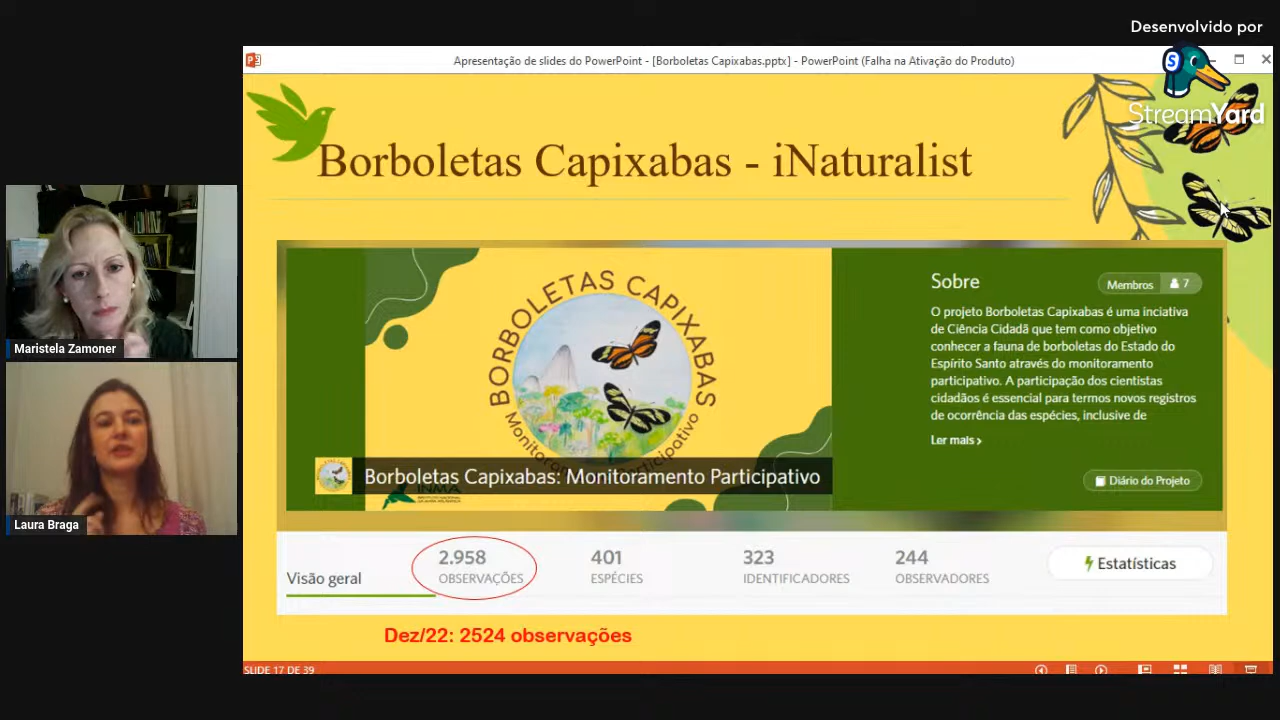 Desenvolvido por
StreamYard
Apresentação de slides do PowerPoint - [Borboletas Capixabas.pptx] - PowerPoint (Falha na Ativação do Produto)
Borboletas Capixabas - iNaturalist
BORBOLETAS CAPIXABAS
Sobre
Membros 7
O projeto Borboletas Capixabas é uma inciativa
de Ciência Cidadã que tem como objetivo
conhecer a fauna de borboletas do Estado do
Espírito Santo através do monitoramento
participativo. A participação dos cientistas
cidadãos é essencial para termos novos registros
de ocorrência das espécies, inclusive de
Ler mais ›
Borboletas Capixabas: Monitoramento Participativo
INMA
Diário do Projeto
Maristela Zamoner
Laura Braga
Visão geral
2.958
OBSERVAÇÕES
401
ESPÉCIES
323
IDENTIFICADORES
244
OBSERVADORES
Estatísticas
Dez/22: 2524 observações
SLIDE 17 DE 39